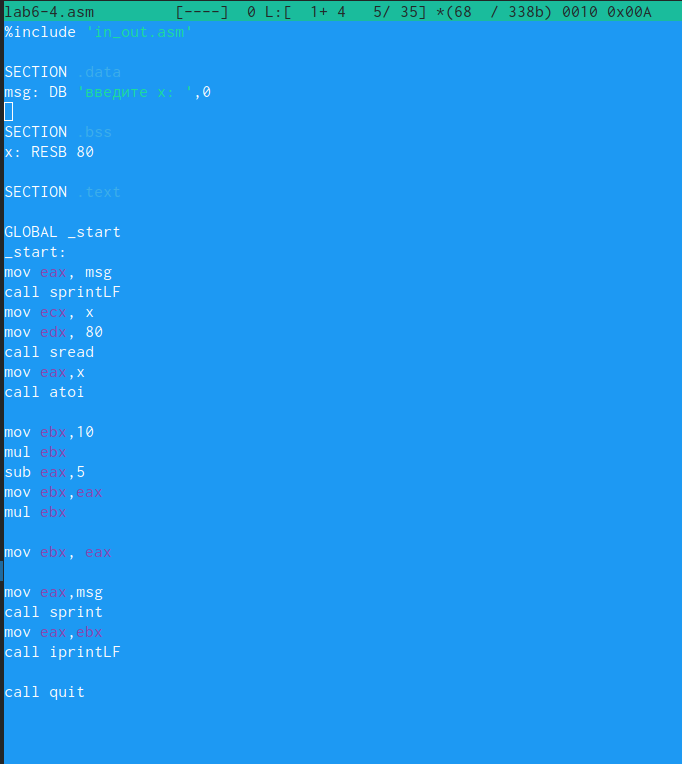 lab6-4.asm [----] 0 L:[ 1+ 4 5/ 35] *(68 / 338b) 0010 0x00A
%include 'in_out.asm'
SECTION .data
msg: DB 'введите x: ',0
SECTION .bss
x: RESB 80
SECTION .text
GLOBAL _start
_start:
mov eax, msg
call sprintLF
mov ecx, x
mov edx, 80
call sread
mov eax,x
call atoi
mov ebx,10
mul ebx
sub eax,5
mov ebx,eax
mul ebx
mov ebx, eax
mov eax,msg
call sprint
mov eax,ebx
call iprintLF
call quit